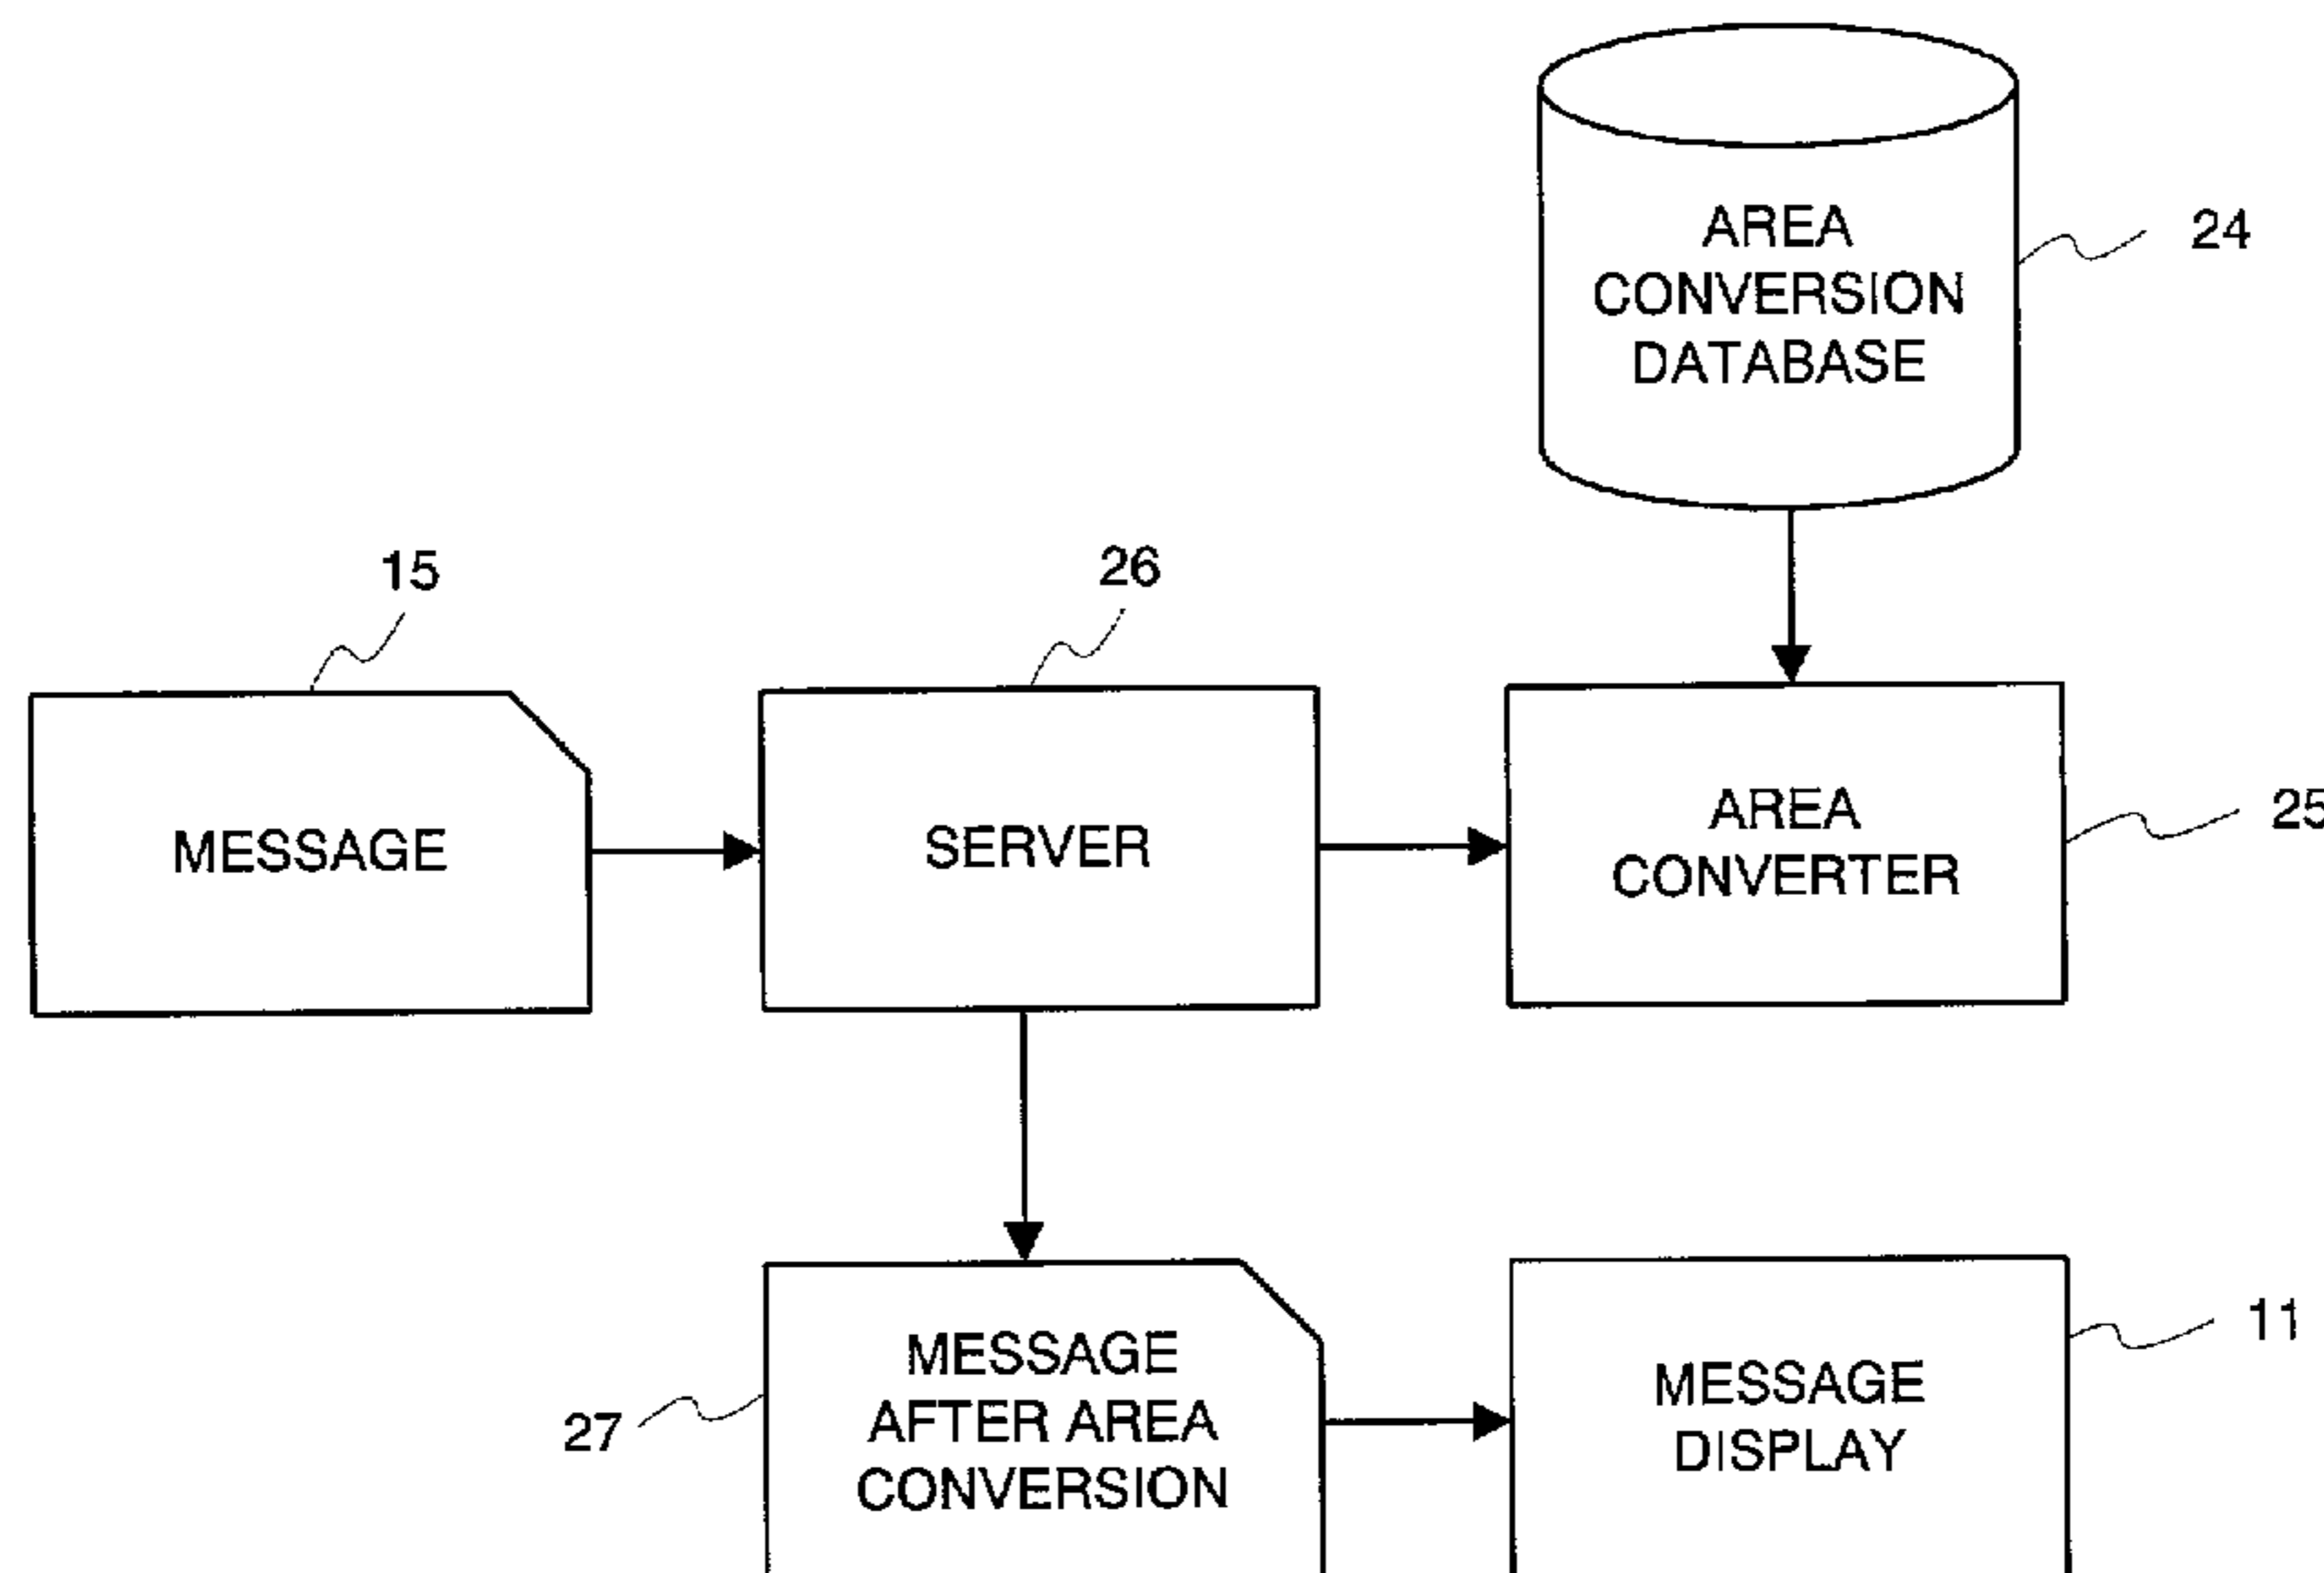 AREA
CONVERSION
DATABASE
24
15
26
MESSAGE
SERVER
AREA
CONVERTER
25
MESSAGE
AFTER AREA
CONVERSION
27
MESSAGE
DISPLAY
11